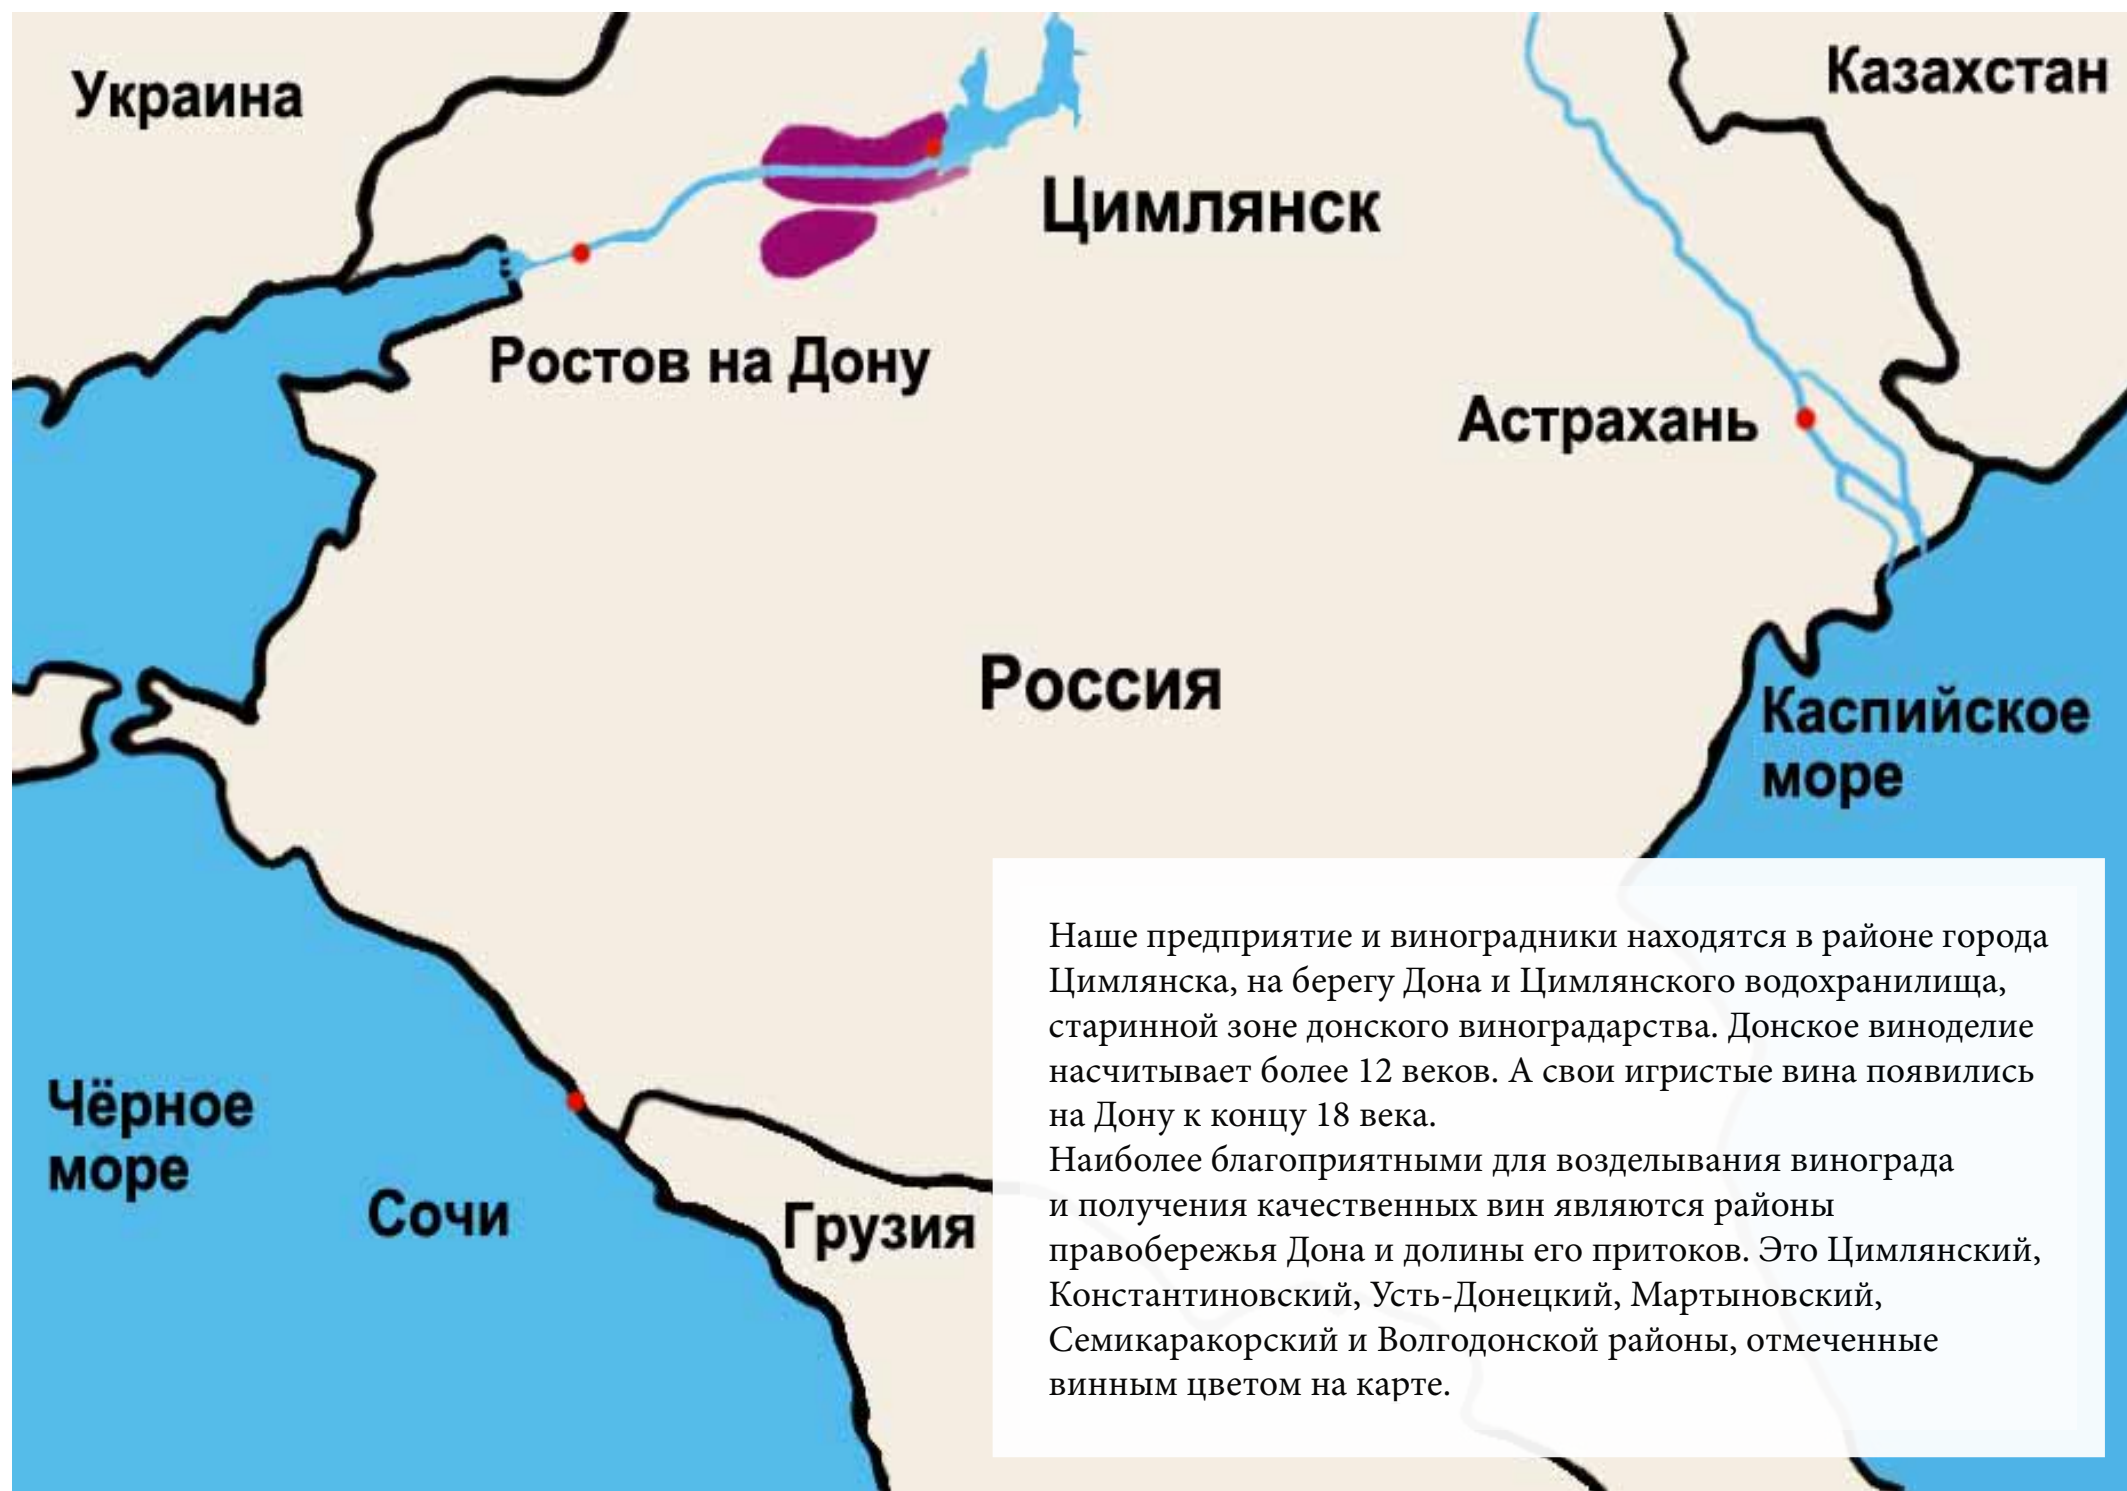 Украина
Казахстан
Цимлянск
Ростов на Дону
Астрахань
Россия
Каспийское
море
Чёрное
море
Сочи
Грузия
Наше предприятие и виноградники находятся в районе города
Цимлянска, на берегу Дона и Цимлянского водохранилища,
старинной зоне донского виноградарства. Донское виноделие
насчитывает более 12 веков. А свои игристые вина появились
на Дону к концу 18 века.
Наиболее благоприятными для возделывания винограда
и получения качественных вин являются районы
правобережья Дона и долины его притоков. Это Цимлянский,
Константиновский, Усть-Донецкий, Мартыновский,
Семикаракорский и Волгодонской районы, отмеченные
винным цветом на карте.